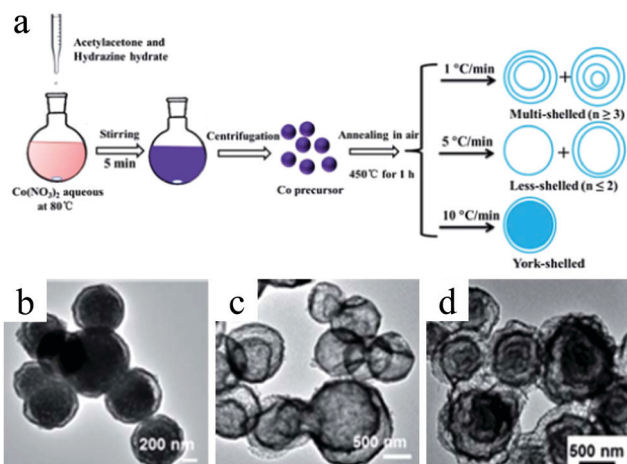 a
Acetylacetone and
Hydrazine hydrate
Stirring
5 min
Centrifugation
Annealing in air
450℃ for 1 h
Co(NO₃)₂ aqueous
at 80℃
Co precursor
1 °C/min
Multi-shelled (n ≥ 3)
5 °C/min
Less-shelled (n ≤ 2)
10 °C/min
York-shelled
b
200 nm
c
500 nm
d
500 nm